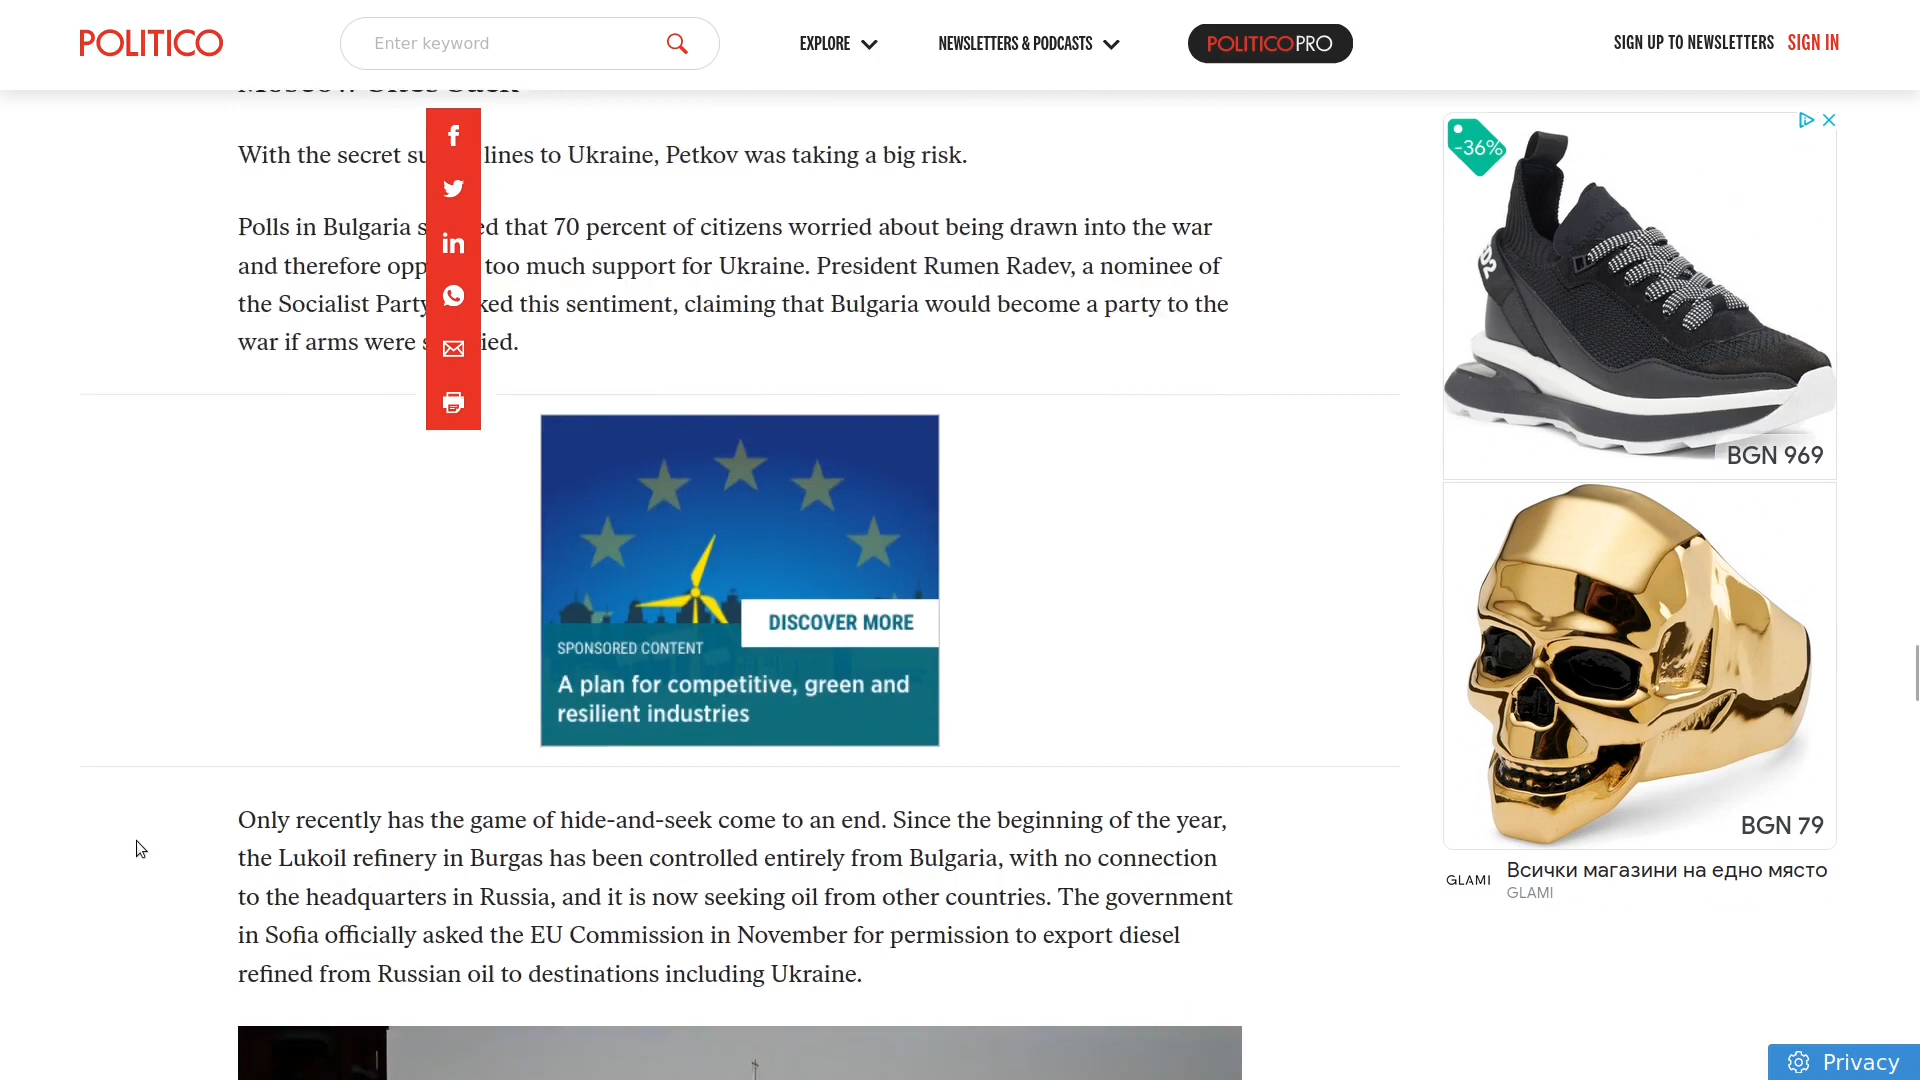 POLITICO
Enter keyword
EXPLORE
NEWSLETTERS & PODCASTS
POLITICOPRO
SIGN UP TO NEWSLETTERS
SIGN IN
With the secret su lines to Ukraine, Petkov was taking a big risk.
Polls in Bulgaria s ed that 70 percent of citizens worried about being drawn into the war
and therefore opp too much support for Ukraine. President Rumen Radev, a nominee of
the Socialist Party ked this sentiment, claiming that Bulgaria would become a party to the
war if arms were s ied.
DISCOVER MORE
SPONSORED CONTENT
A plan for competitive, green and
resilient industries
Only recently has the game of hide-and-seek come to an end. Since the beginning of the year,
the Lukoil refinery in Burgas has been controlled entirely from Bulgaria, with no connection
to the headquarters in Russia, and it is now seeking oil from other countries. The government
in Sofia officially asked the EU Commission in November for permission to export diesel
refined from Russian oil to destinations including Ukraine.
-36%
BGN 969
BGN 79
GLAMI
Всички магазини на едно място
GLAMI
Privacy